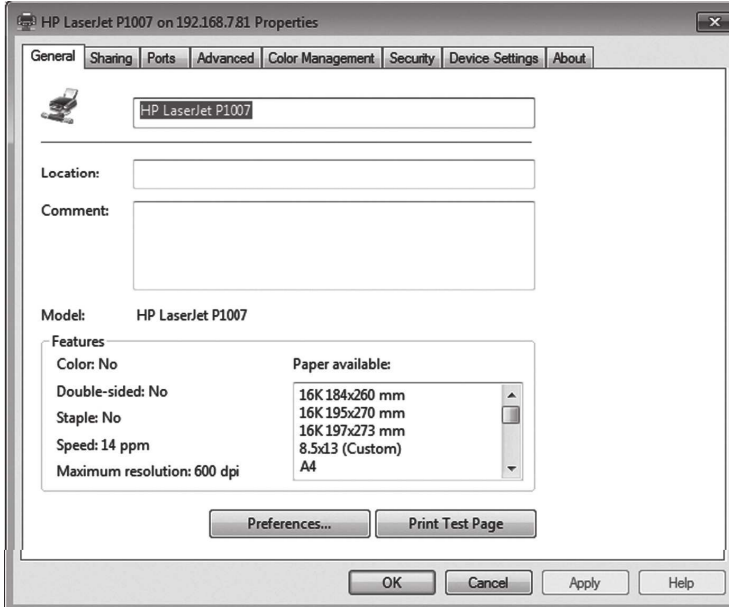 HP LaserJet P1007 on 192.168.7.81 Properties
General Sharing Ports Advanced Color Management Security Device Settings About
HP LaserJet P1007
Location:
Comment:
Model: HP LaserJet P1007
Features
Color: No
Double-sided: No
Staple: No
Speed: 14 ppm
Maximum resolution: 600 dpi
Paper available:
16K 184x260 mm
16K 195x270 mm
16K 197x273 mm
8.5x13 (Custom)
A4
Preferences... Print Test Page
OK Cancel Apply Help